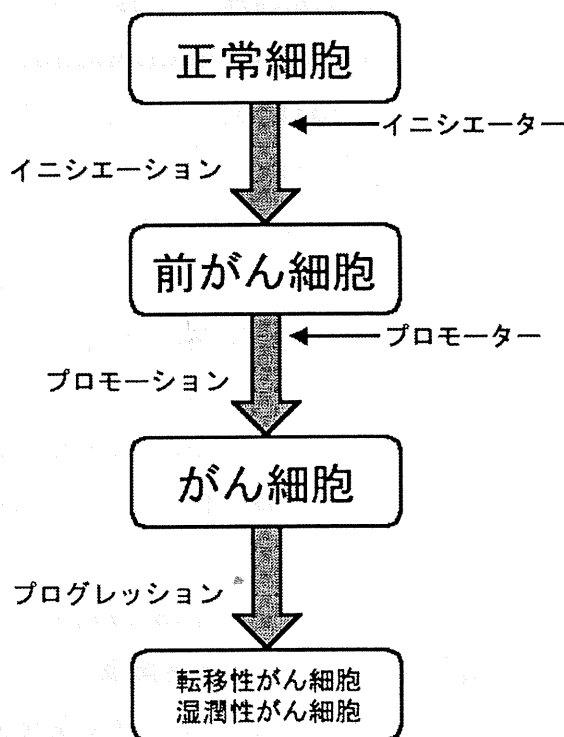 正常細胞
イニシエーター
イニシエーション
前がん細胞
プロモーター
プロモーション
がん細胞
プログレッション
転移性がん細胞
湿潤性がん細胞